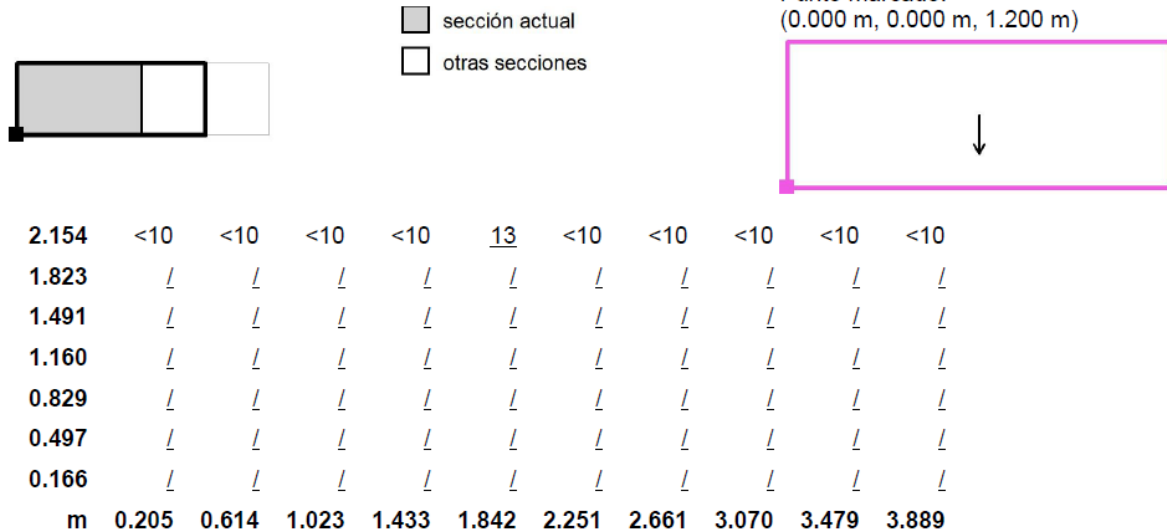 sección actual
otras secciones
(0.000 m, 0.000 m, 1.200 m)
2.154 <10 <10 <10 <10 13 <10 <10 <10 <10 <10
1.823 / / / / / / / / / /
1.491 / / / / / / / / / /
1.160 / / / / / / / / / /
0.829 / / / / / / / / / /
0.497 / / / / / / / / / /
0.166 / / / / / / / / / /
m 0.205 0.614 1.023 1.433 1.842 2.251 2.661 3.070 3.479 3.889